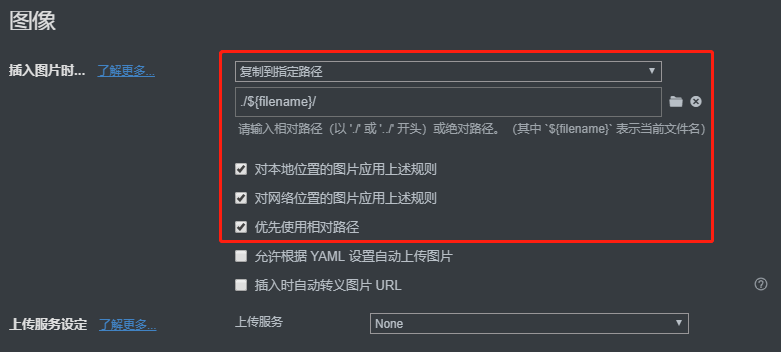 图像
插入图片时... 了解更多...
复制到指定路径
./${filename}/
请输入相对路径（以 './' 或 '../' 开头）或绝对路径。（其中 `${filename}` 表示当前文件名）
对本地位置的图片应用上述规则
对网络位置的图片应用上述规则
优先使用相对路径
允许根据 YAML 设置自动上传图片
插入时自动转义图片 URL
上传服务设定 了解更多... 上传服务 None